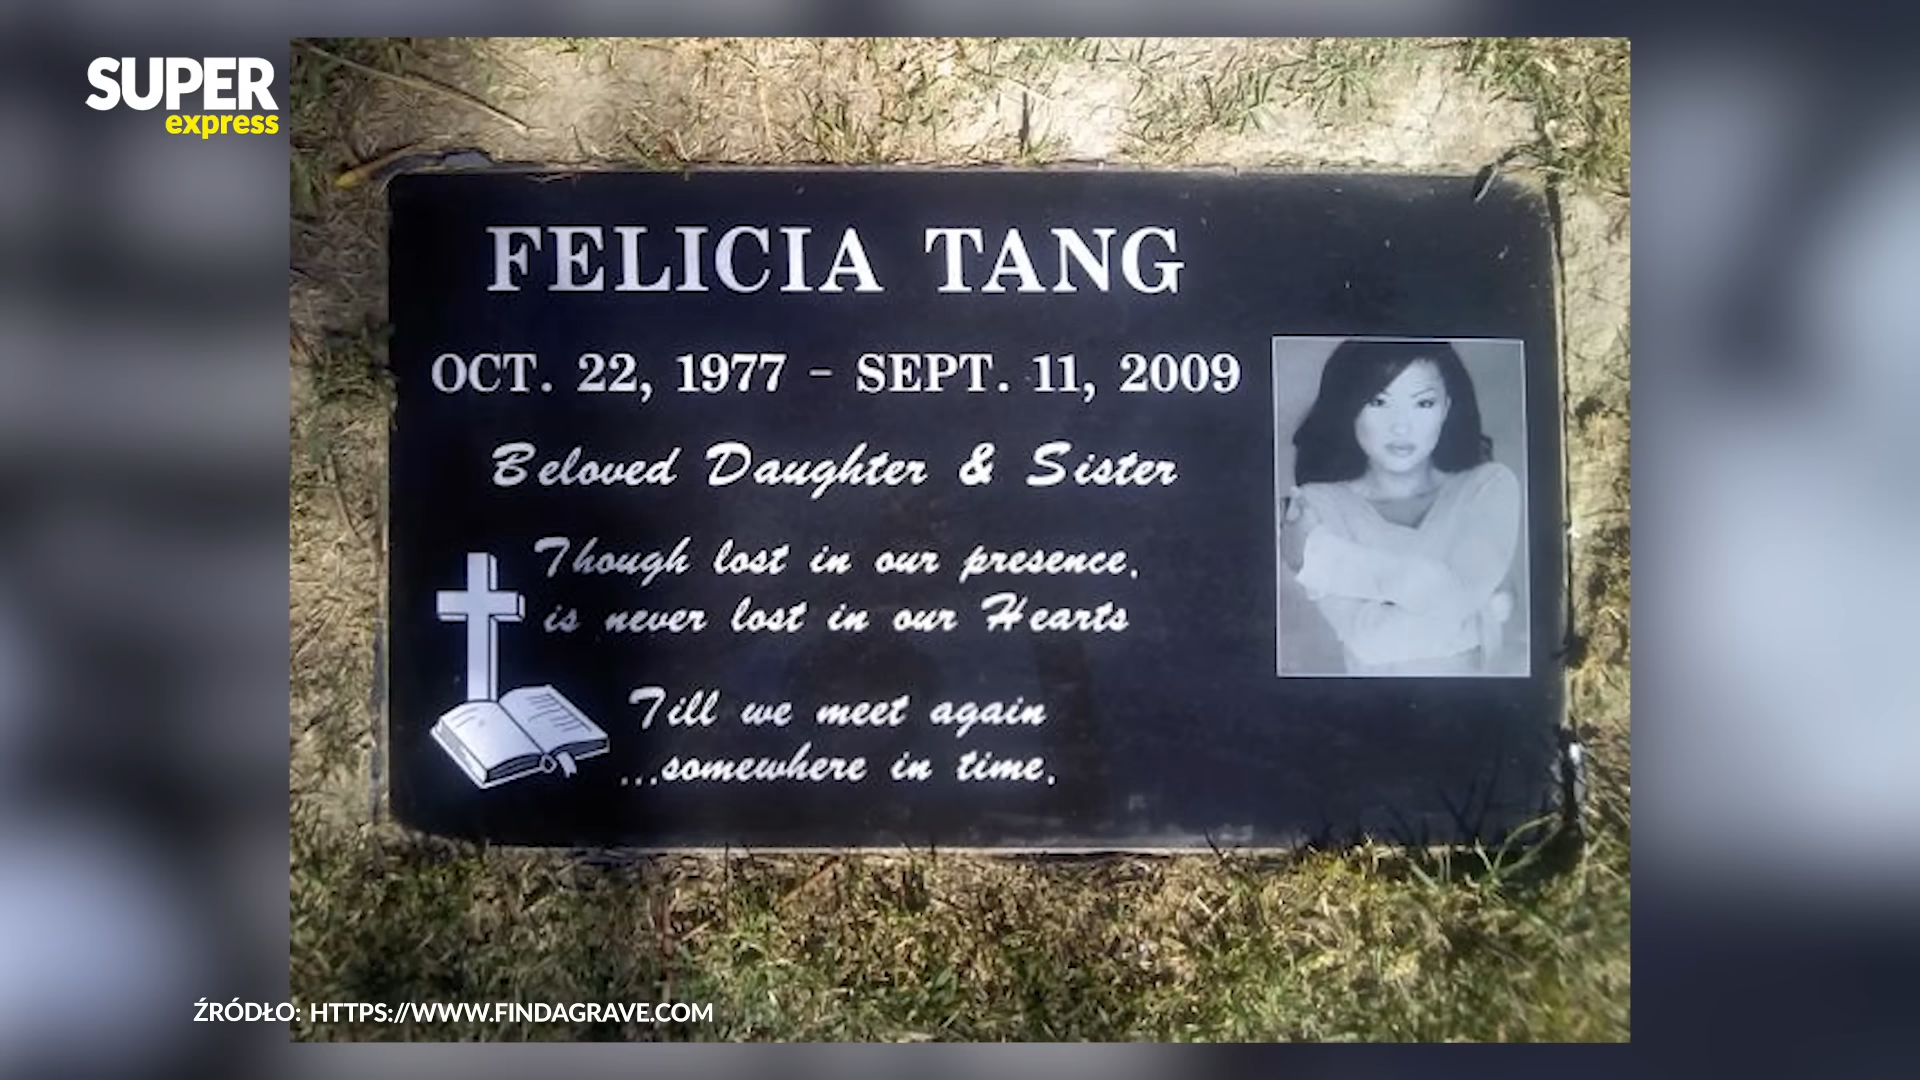 SUPER
express
FELICIA TANG
OCT. 22, 1977 - SEPT. 11, 2009
Beloved Daughter & Sister
Though lost in our presence,
is never lost in our Hearts
Till we meet again
...somewhere in time.
ŹRÓDŁO: HTTPS://WWW.FINDAGRAVE.COM